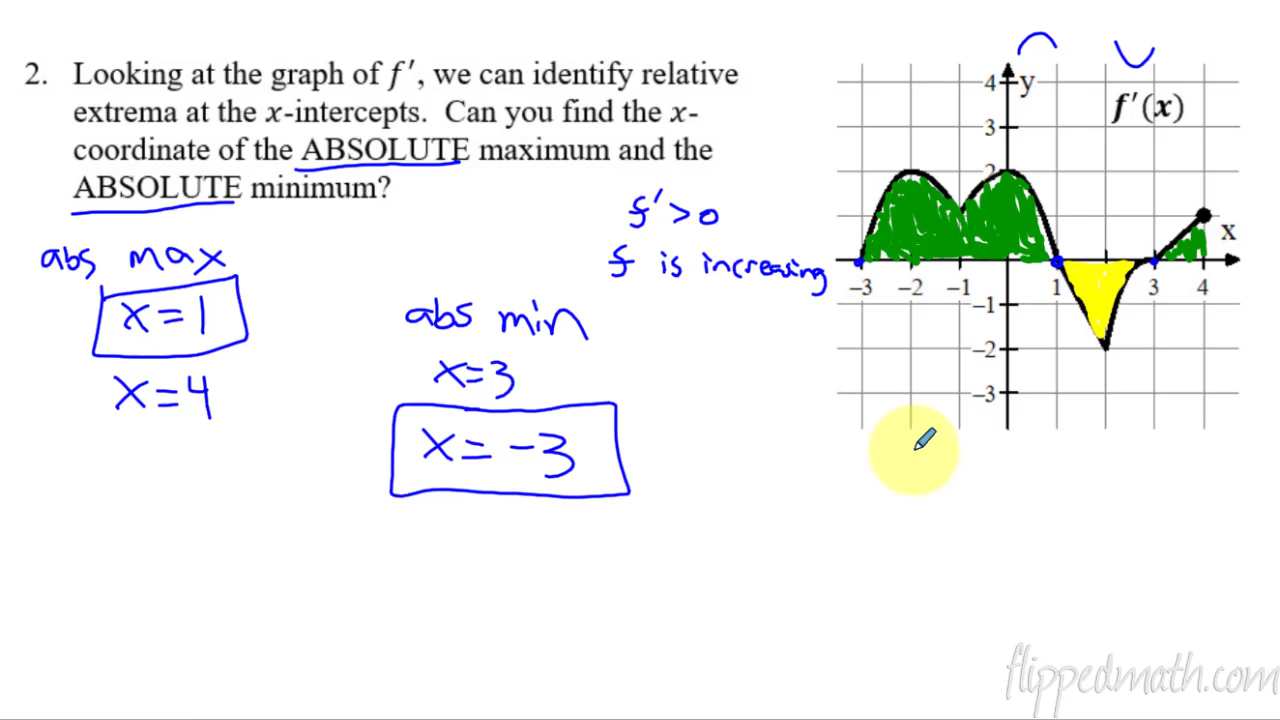 2. Looking at the graph of f′, we can identify relative
extrema at the x-intercepts. Can you find the x-
coordinate of the ABSOLUTE maximum and the
ABSOLUTE minimum?
f′>0
f is increasing
abs max
x=1
x=4
abs min
x=3
x=-3
y
f′(x)
x
4
3
2
−1
−2
−3
−3 −2 −1 1 3 4
flippedmath.com